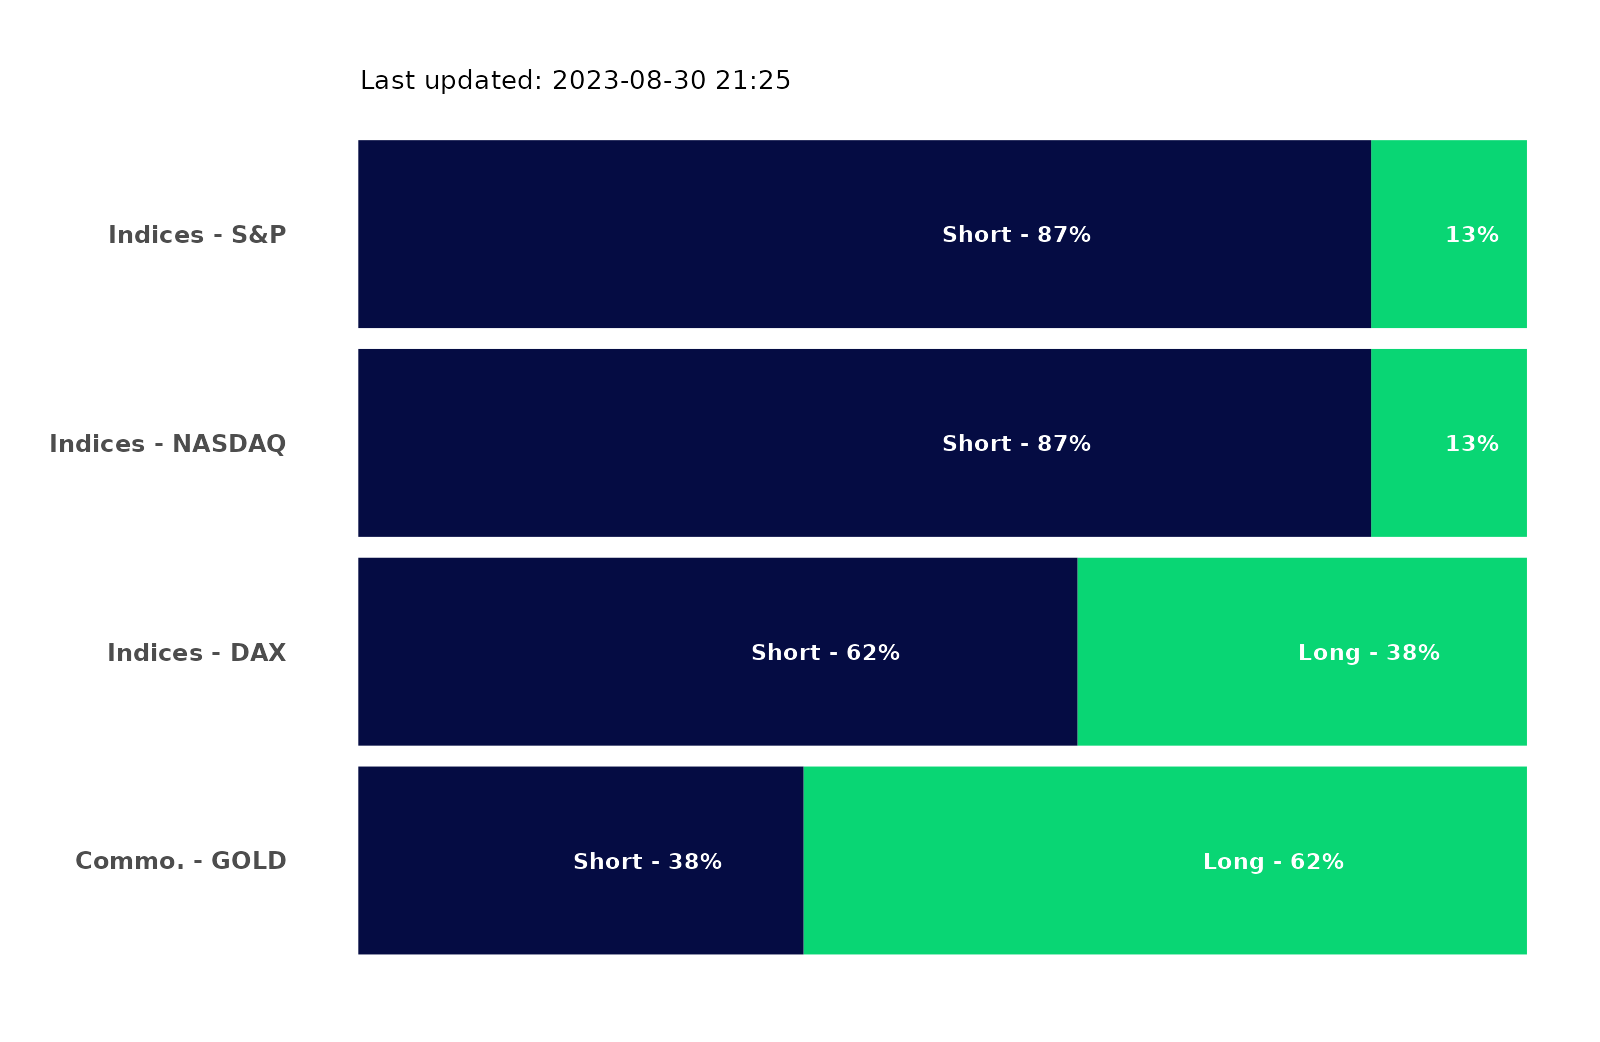 Last updated: 2023-08-30 21:25
Indices - S&P Short - 87% 13%
Indices - NASDAQ Short - 87% 13%
Indices - DAX Short - 62% Long - 38%
Commo. - GOLD Short - 38% Long - 62%